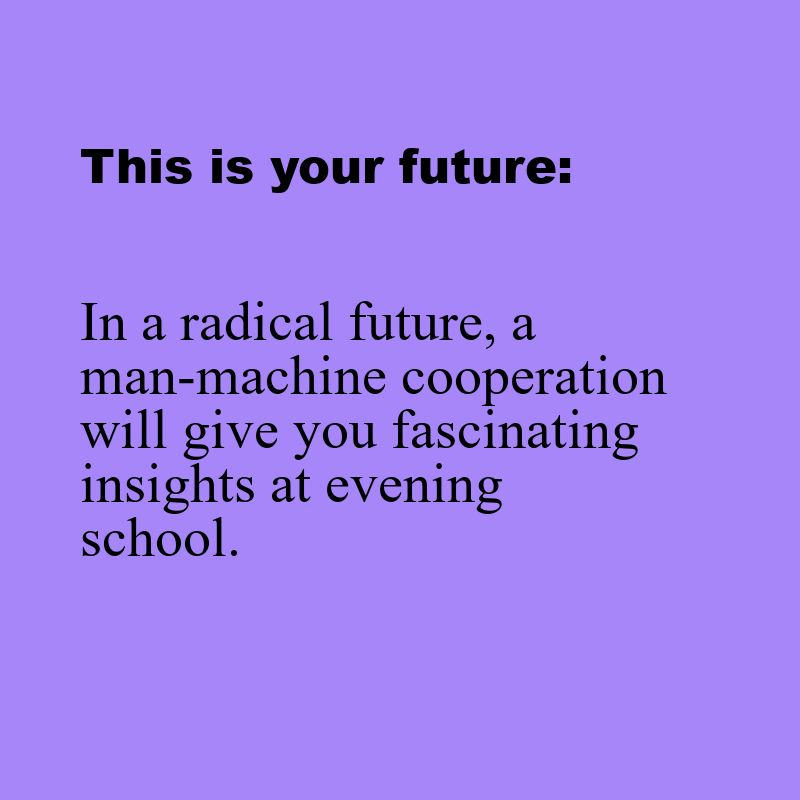 This is your future:
In a radical future, a
man-machine cooperation
will give you fascinating
insights at evening
school.